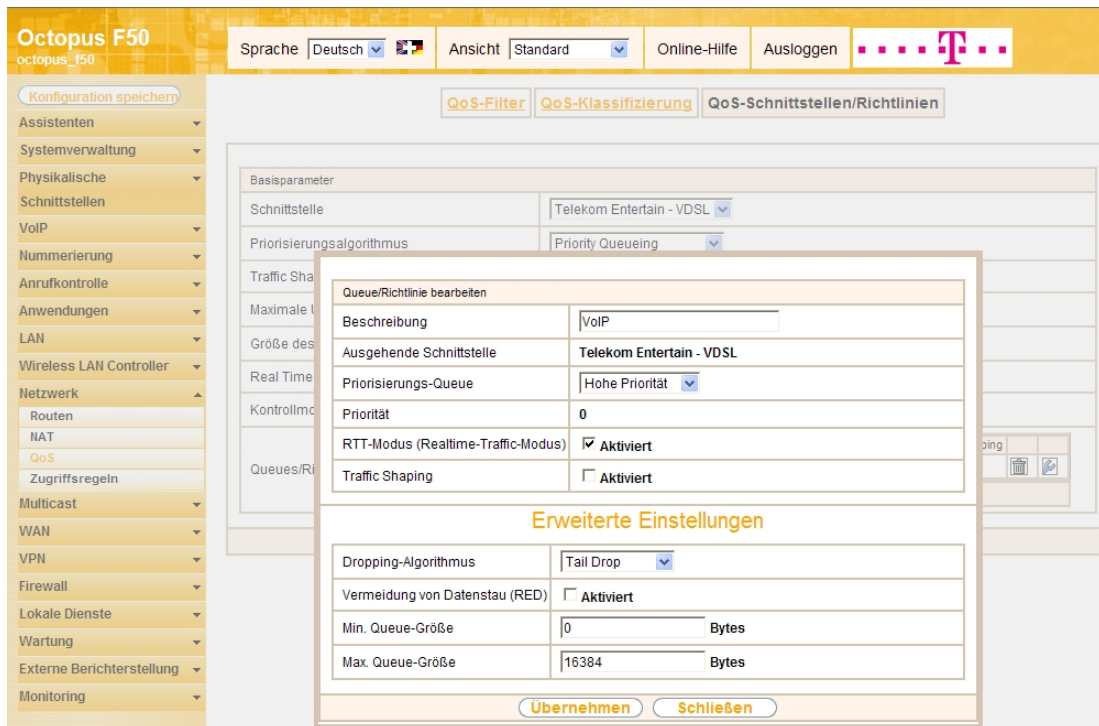 Octopus F50
octopus_f50
Sprache Deutsch
Ansicht Standard
Online-Hilfe
Ausloggen
T
Konfiguration speichern
Assistenten
Systemverwaltung
Physikalische
Schnittstellen
VoIP
Nummerierung
Anrufkontrolle
Anwendungen
LAN
Wireless LAN Controller
Netzwerk
Routen
NAT
QoS
Zugriffsregeln
Multicast
WAN
VPN
Firewall
Lokale Dienste
Wartung
Externe Berichterstellung
Monitoring
QoS-Filter QoS-Klassifizierung QoS-Schnittstellen/Richtlinien
Basisparameter
Schnittstelle Telekom Entertain - VDSL
Priorisierungsalgorithmus Priority Queueing
Traffic Sha
Maximale
Größe des
Real Time
Kontrollmo
Queues/Ri
ping
Queue/Richtlinie bearbeiten
Beschreibung VoIP
Ausgehende Schnittstelle Telekom Entertain - VDSL
Priorisierungs-Queue Hohe Priorität
Priorität 0
RTT-Modus (Realtime-Traffic-Modus) Aktiviert
Traffic Shaping Aktiviert
Erweiterte Einstellungen
Dropping-Algorithmus Tail Drop
Vermeidung von Datenstau (RED) Aktiviert
Min. Queue-Größe 0 Bytes
Max. Queue-Größe 16384 Bytes
Übernehmen Schließen